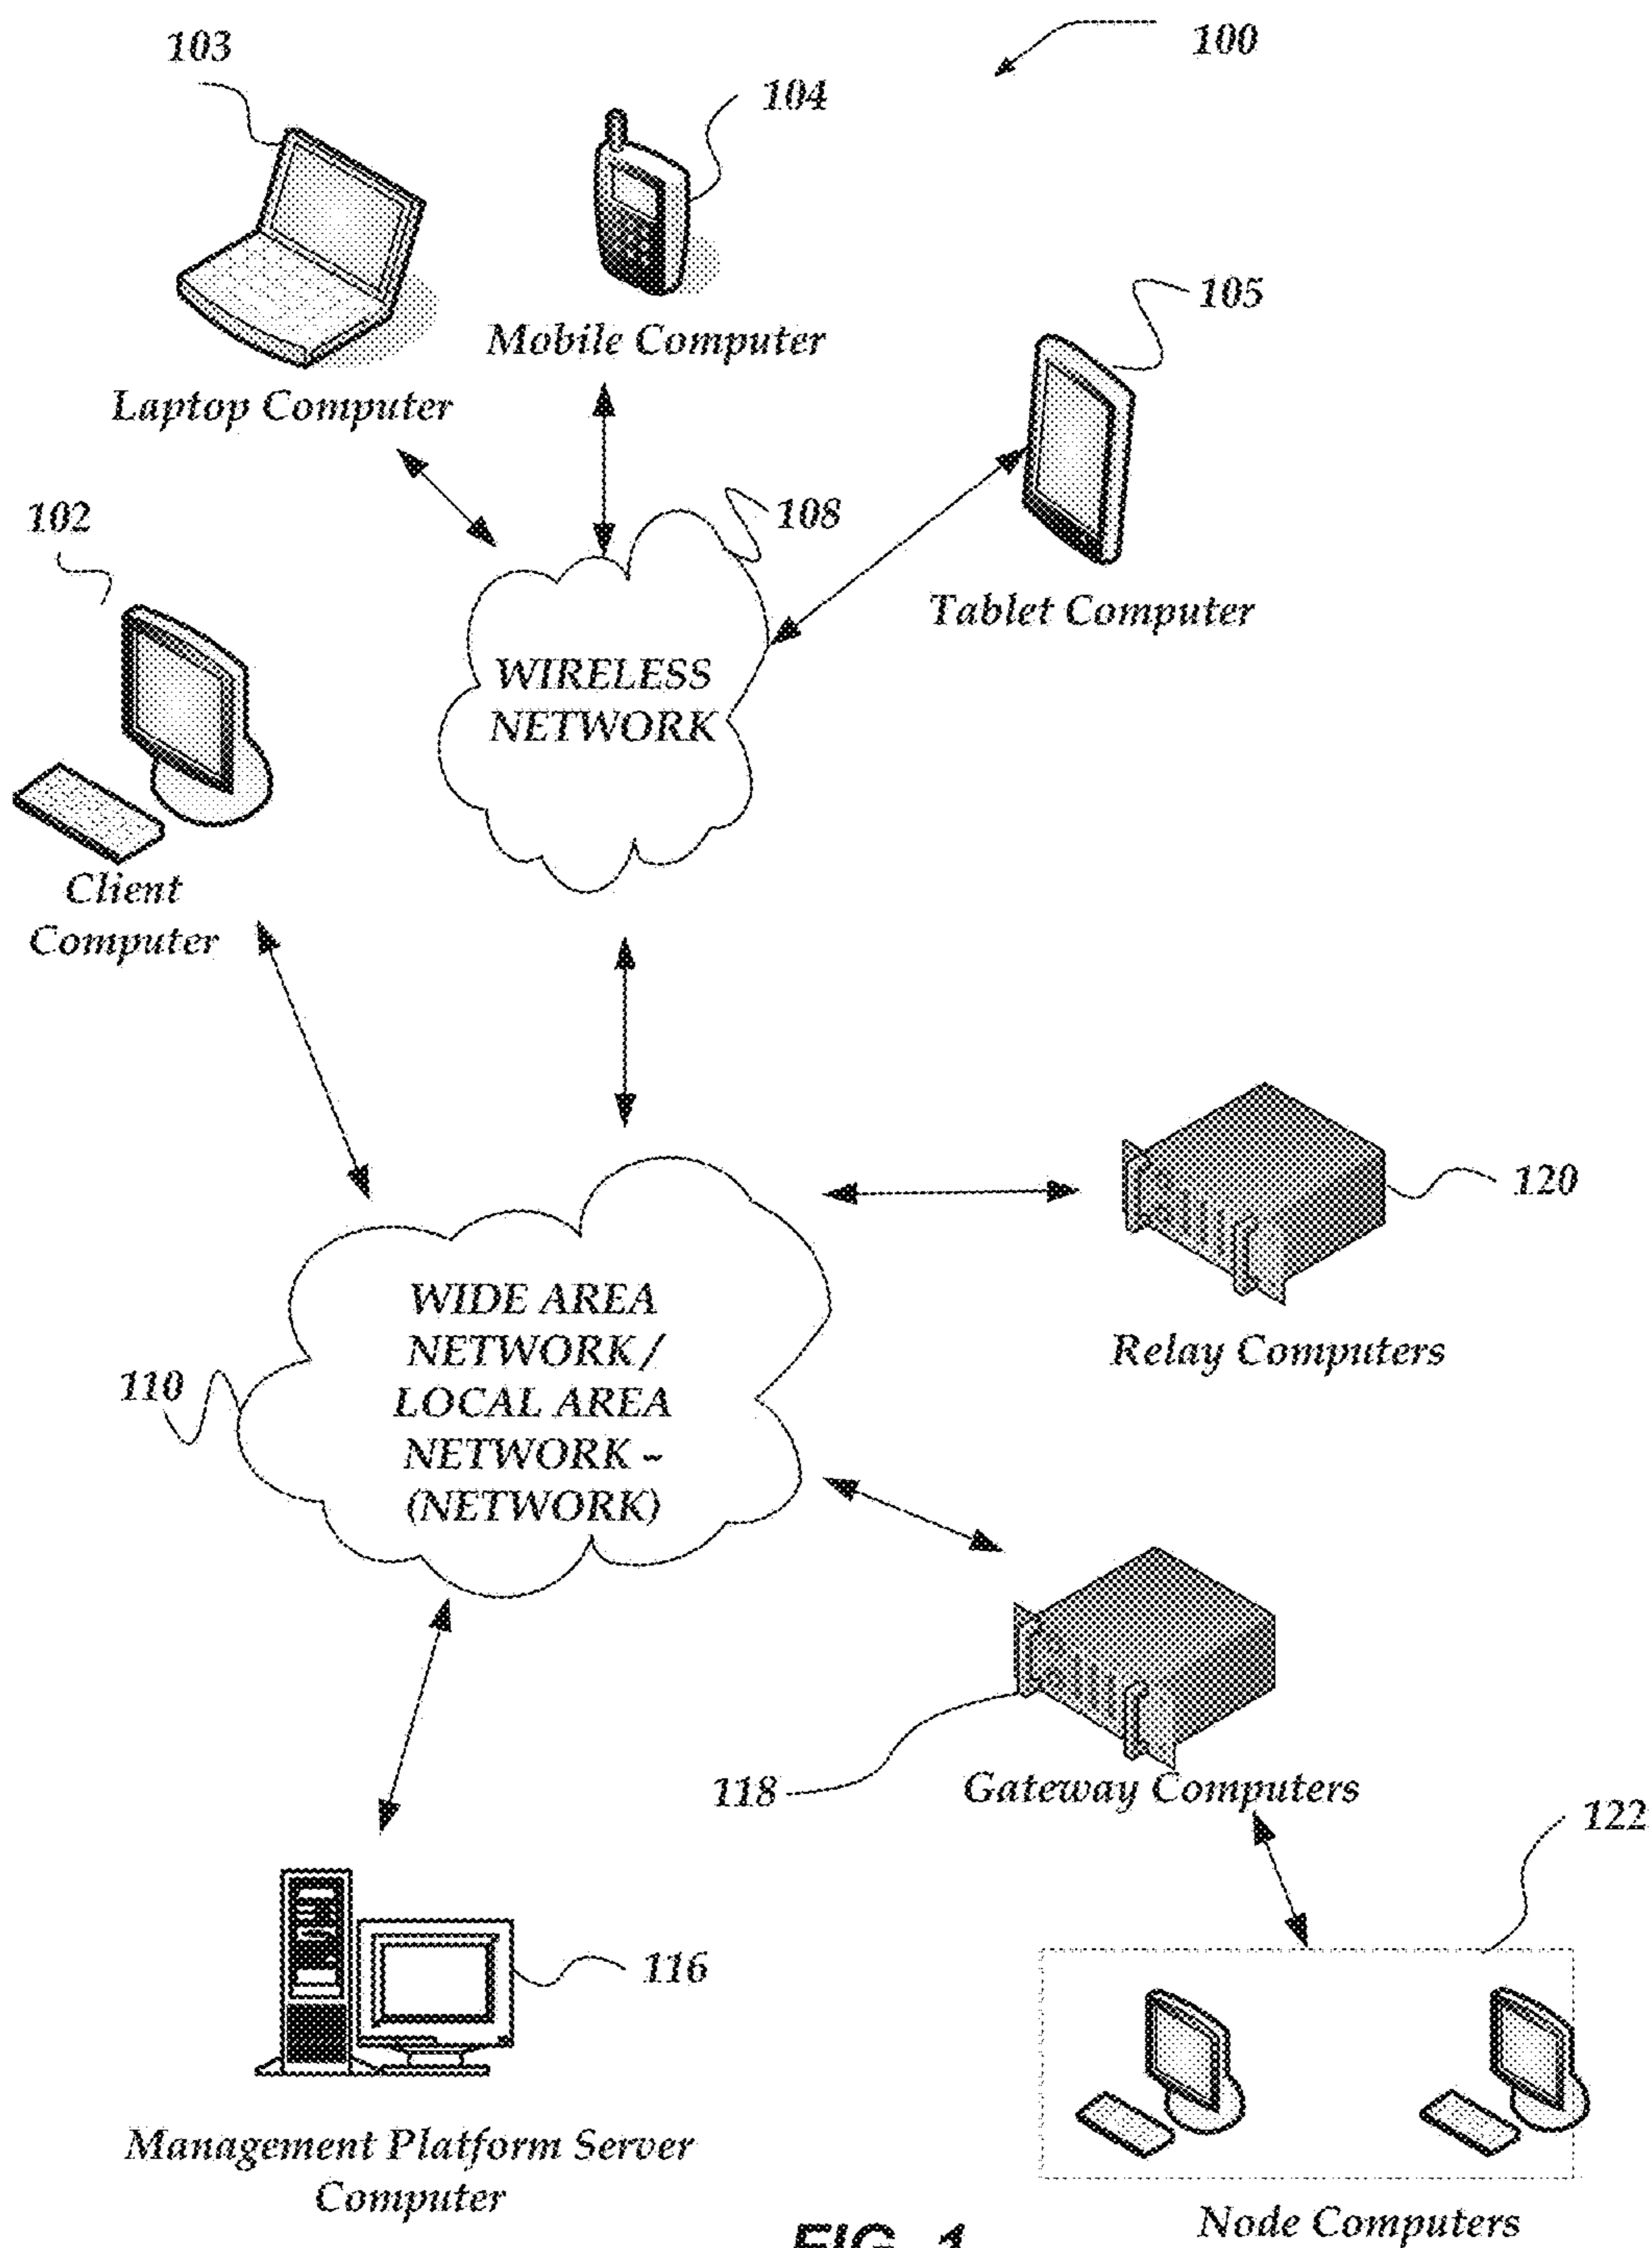 103
100
104
105
Mobile Computer
Laptop Computer
102
108
Tablet Computer
WIRELESS
NETWORK
Client
Computer
120
WIDE AREA
NETWORK /
LOCAL AREA
NETWORK -
(NETWORK)
Relay Computers
110
118
Gateway Computers
122
116
Management Platform Server
Computer
Node Computers
FIG. 1